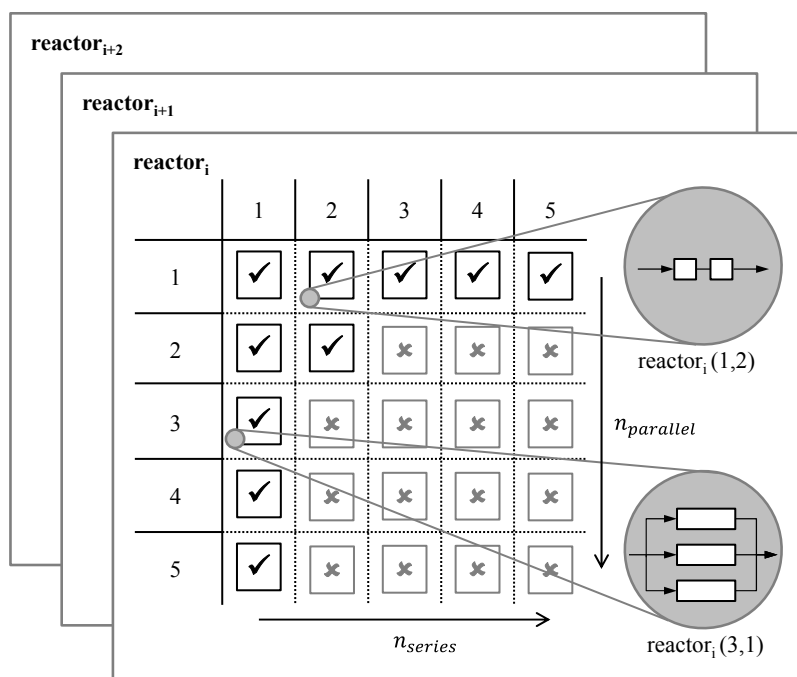 reactor_{i+2}
reactor_{i+1}
reactor_i
1 2 3 4 5
1 ✓ ✓ ✓ ✓ ✓
2 ✓ ✓ × × ×
3 ✓ × × × ×
4 ✓ × × × ×
5 ✓ × × × ×
reactor_i (1,2)
n_{parallel}
reactor_i (3,1)
n_{series}